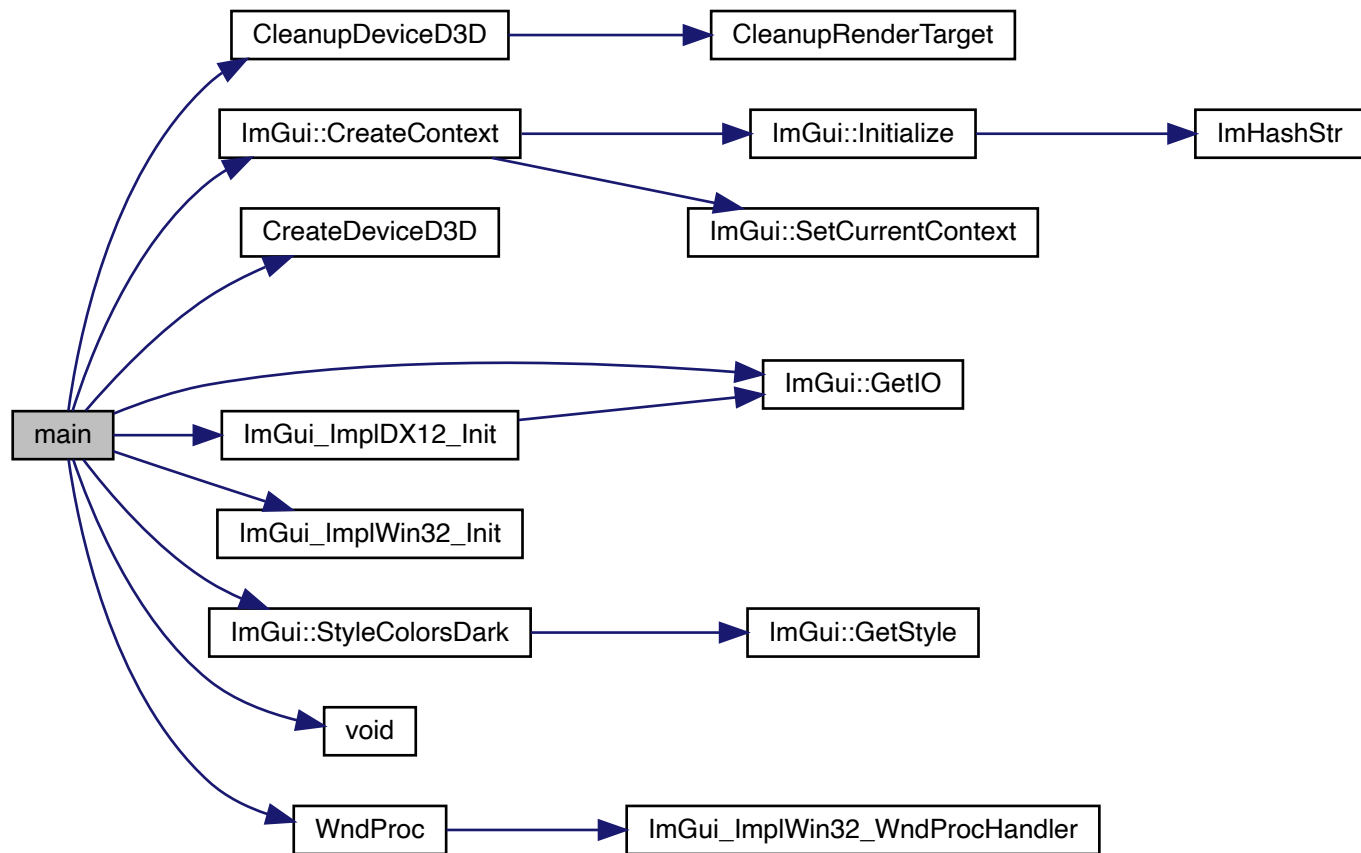 CleanupDeviceD3D
CleanupRenderTarget
ImGui::CreateContext
ImGui::Initialize
ImHashStr
CreateDeviceD3D
ImGui::SetCurrentContext
ImGui::GetIO
main
ImGui_ImplDX12_Init
ImGui_ImplWin32_Init
ImGui::StyleColorsDark
ImGui::GetStyle
void
WndProc
ImGui_ImplWin32_WndProcHandler